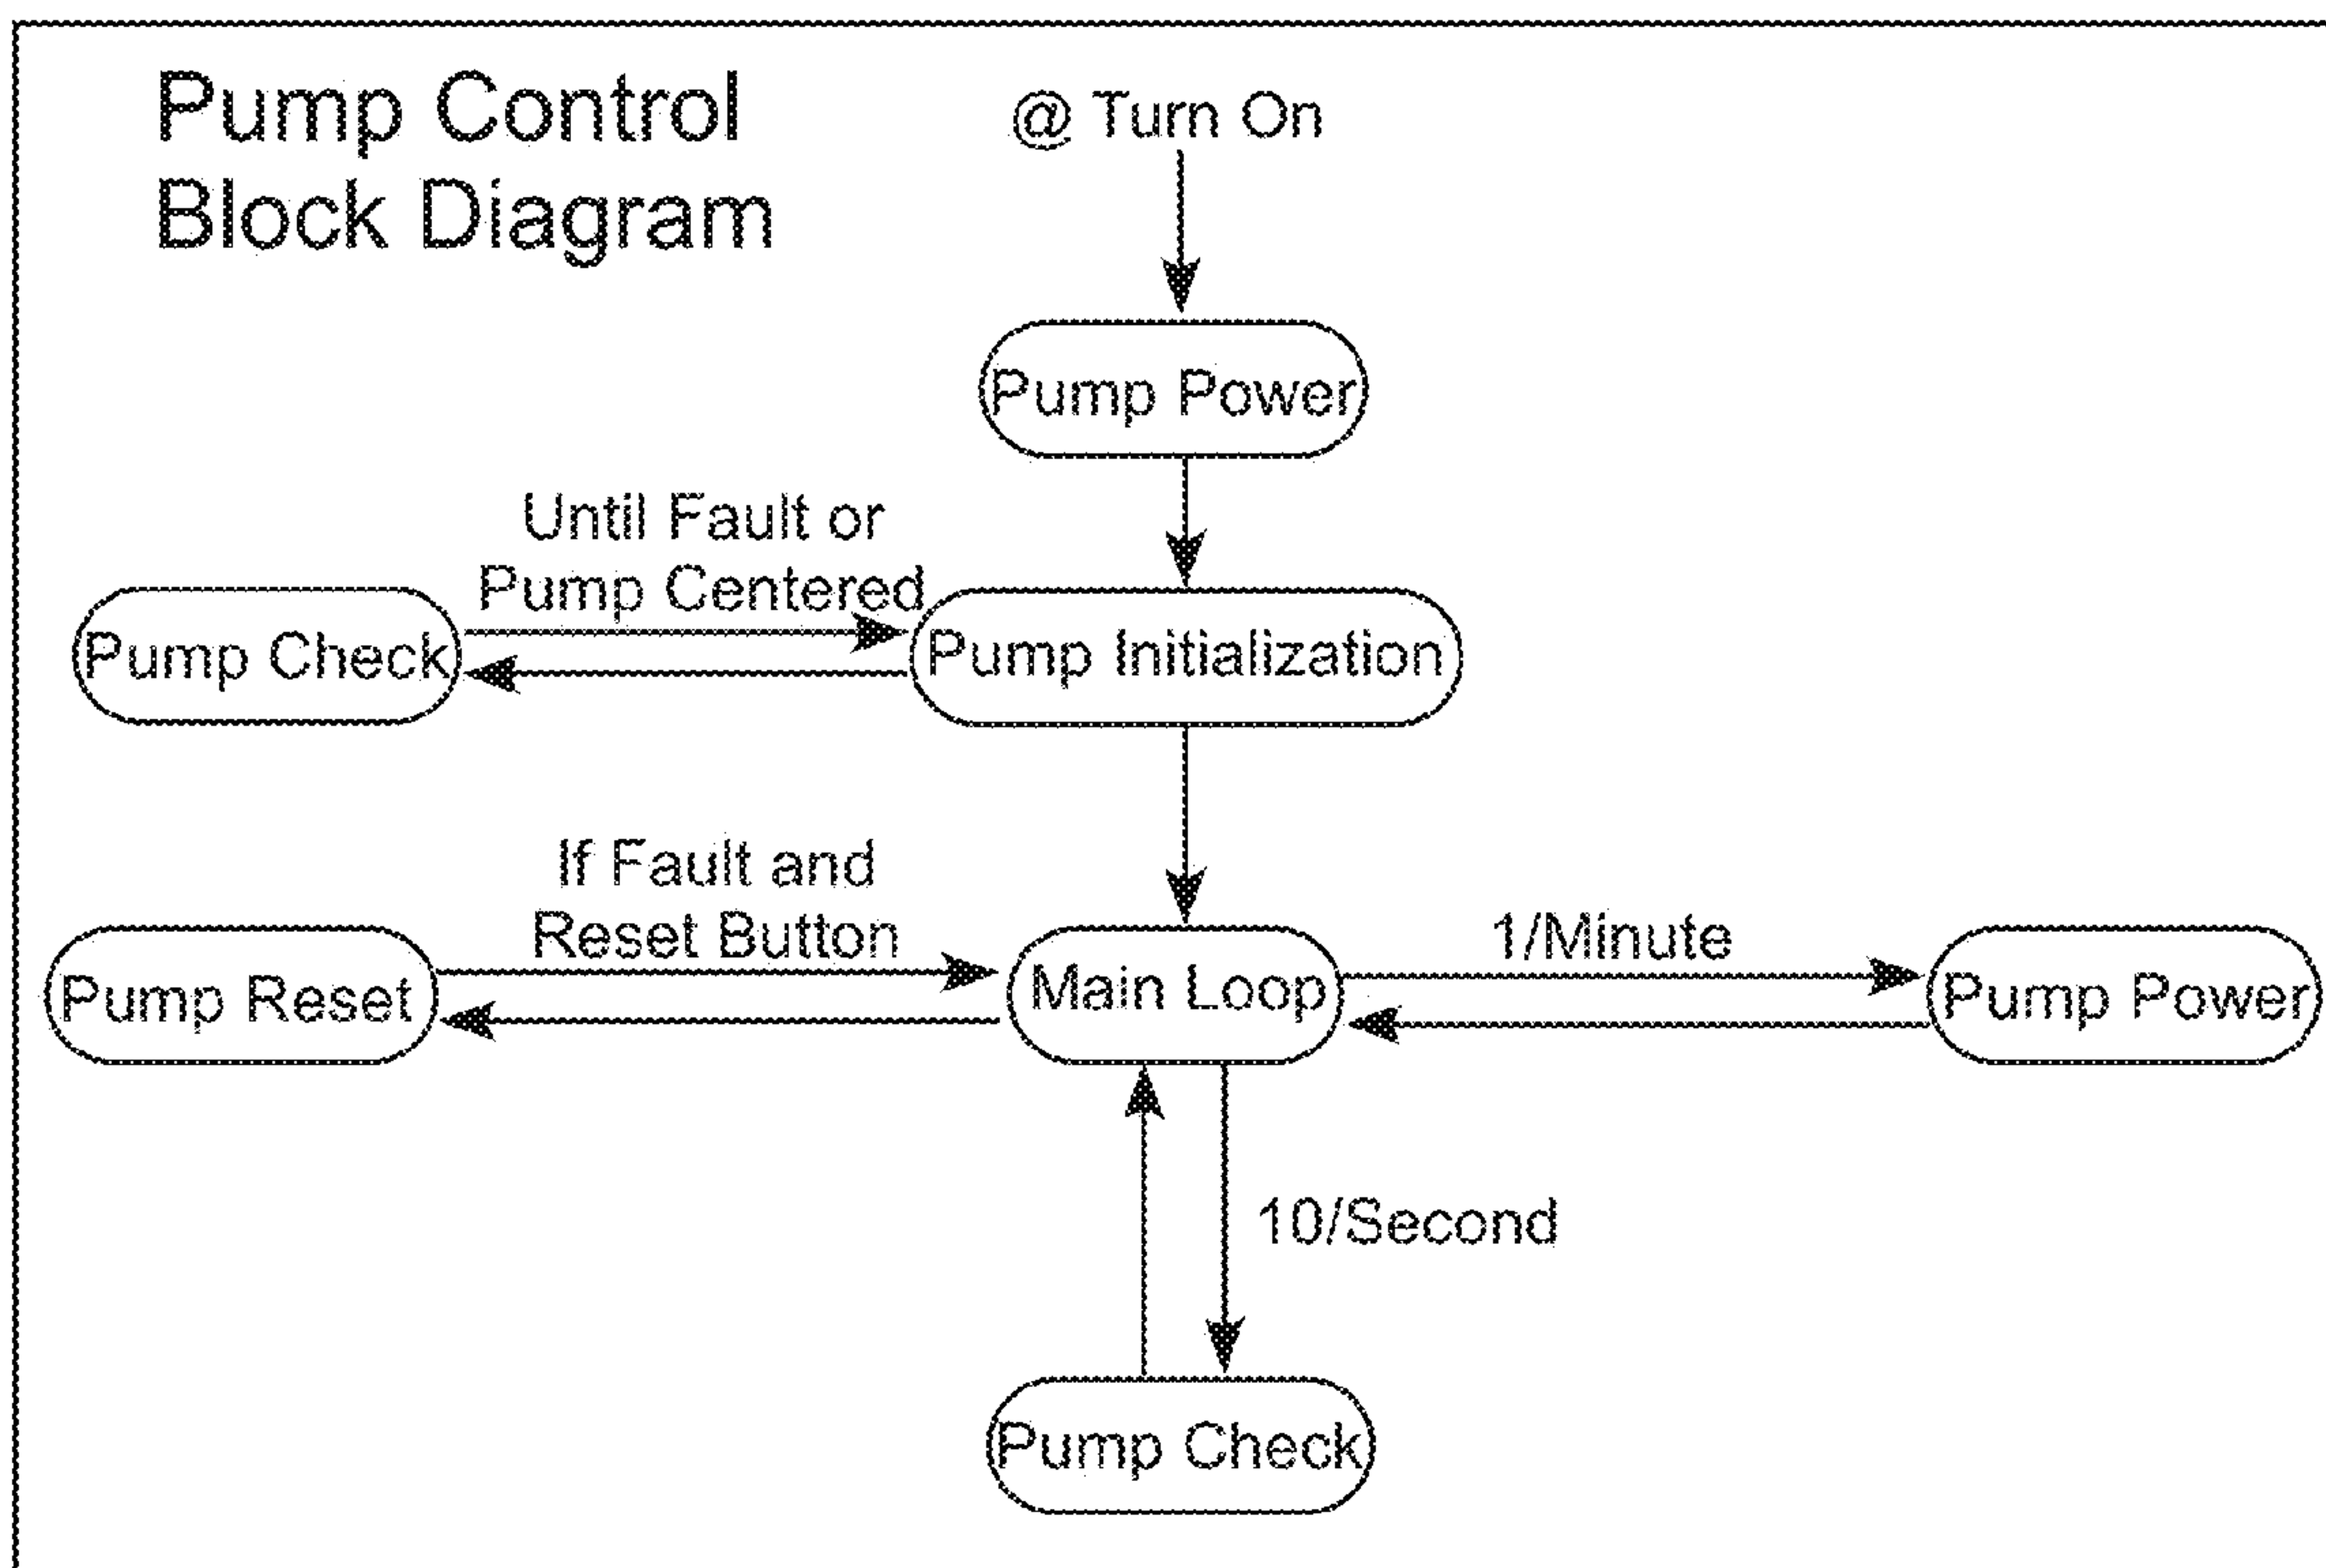 Pump Control
Block Diagram
@ Turn On
Pump Power
Until Fault or
Pump Centered
Pump Check
Pump Initialization
If Fault and
Reset Button
1/Minute
Pump Reset
Main Loop
Pump Power
10/Second
Pump Check